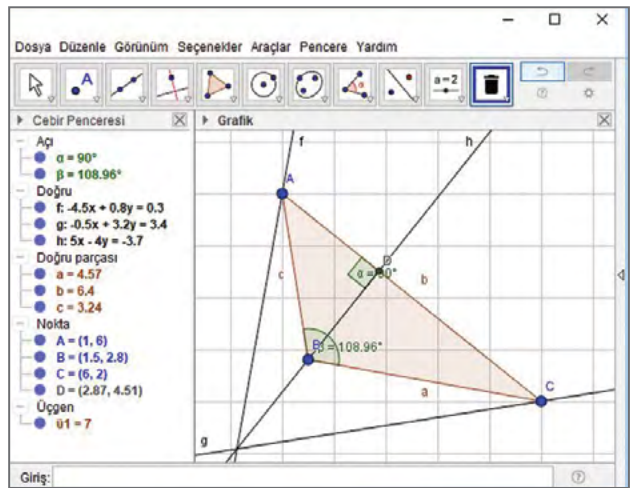 Dosya Düzenle Görünüm Seçenekler Araçlar Pencere Yardım
A
α
a=2
Cebir Penceresi
Grafik
Açı
α = 90°
β = 108.96°
Doğru
f: -4.5x + 0.8y = 0.3
g: -0.5x + 3.2y = 3.4
h: 5x - 4y = -3.7
Doğru parçası
a = 4.57
b = 6.4
c = 3.24
Nokta
A = (1, 6)
B = (1.5, 2.8)
C = (6, 2)
D = (2.87, 4.51)
Üçgen
ü1 = 7
f
h
A
D
c
α = 90°
b
B
β = 108.96°
a
C
g
Giriş: